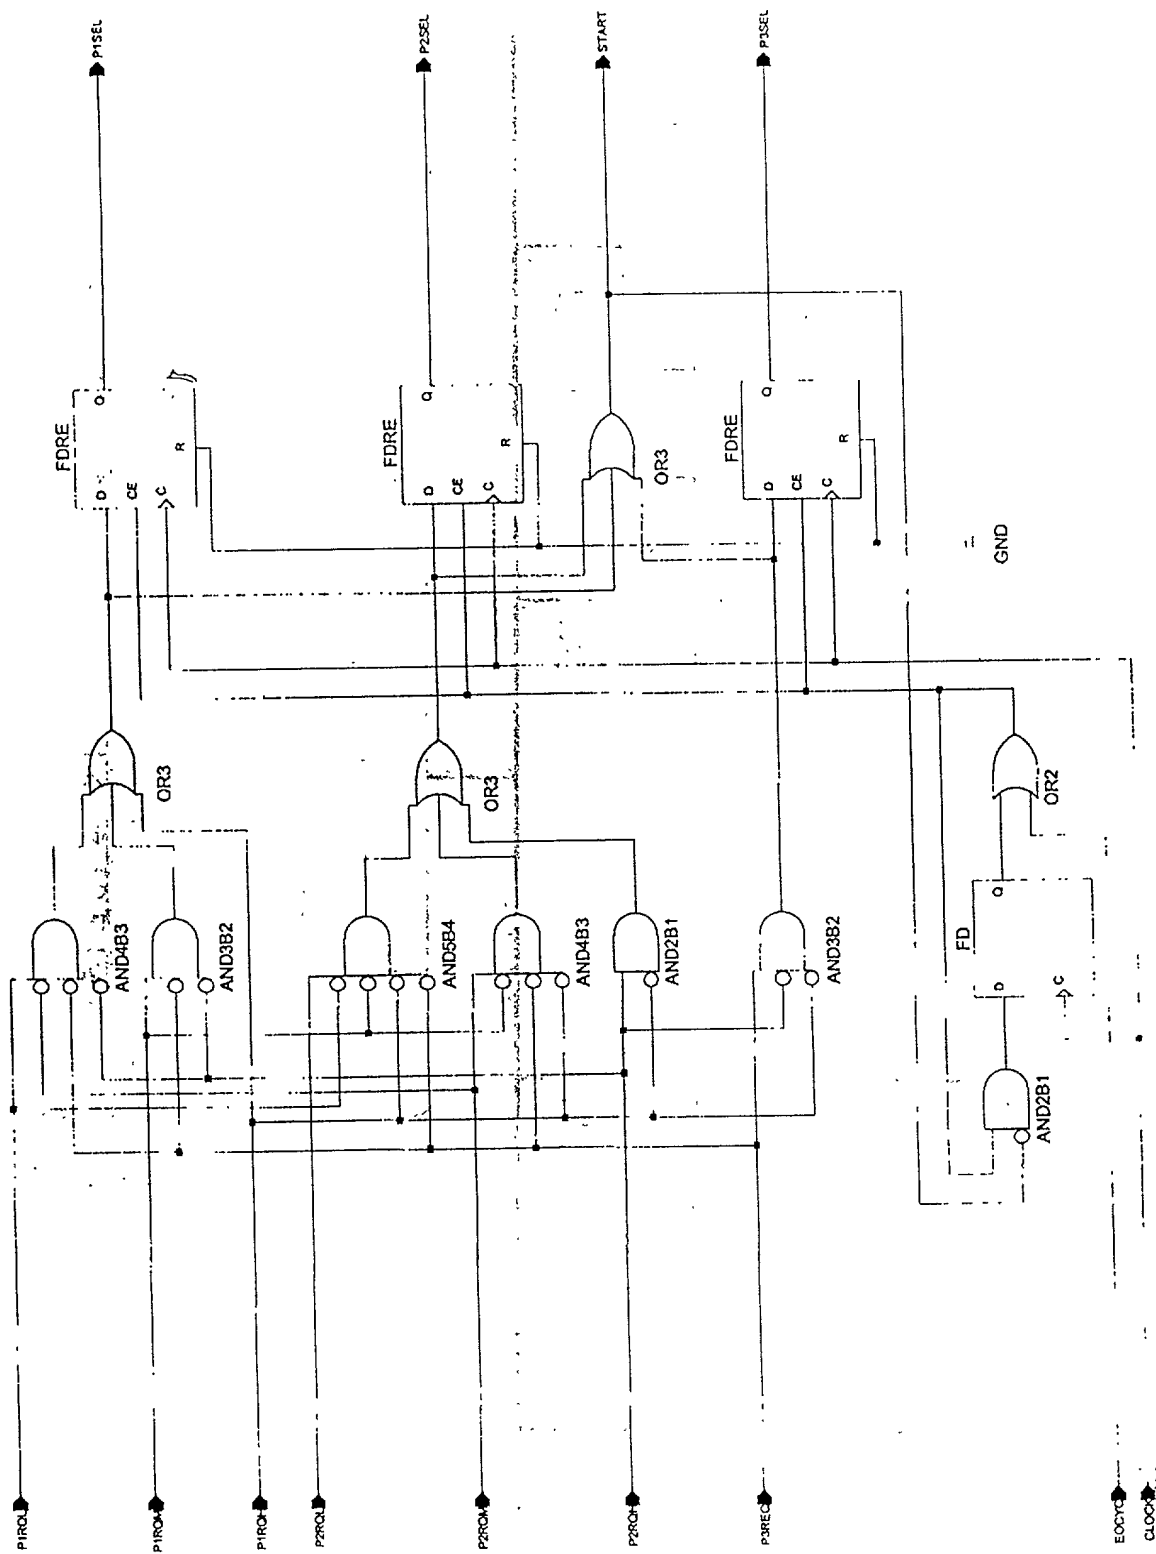 P1RQL
AND4B3
P1RQM
AND3B2
OR3
FDRE
D
CE
C
Q
R
P1SEL
P1RQH
P2RQL
AND5B4
P2RQM
AND4B3
OR3
FDRE
D
CE
C
Q
R
P2SEL
P2RQH
AND2B1
OR3
START
P3REQ
AND3B2
FDRE
D
CE
C
Q
R
P3SEL
GND
AND2B1
FD
D
C
Q
OR2
EOCYC
CLOCK